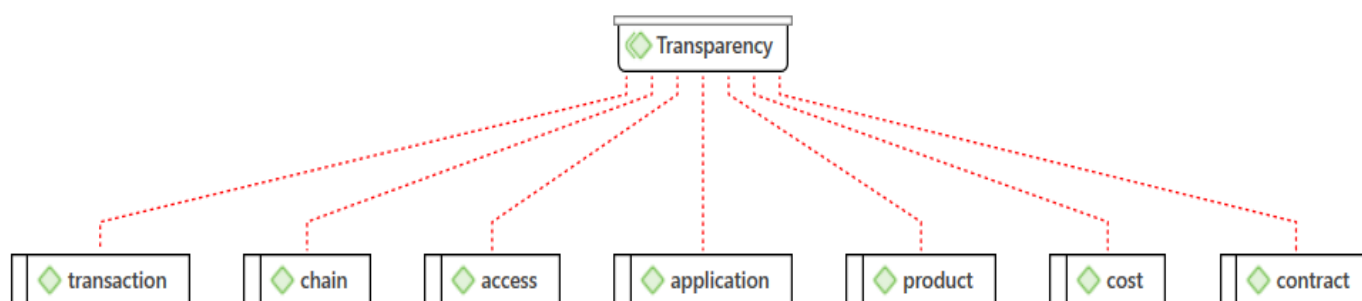 Transparency
transaction
chain
access
application
product
cost
contract